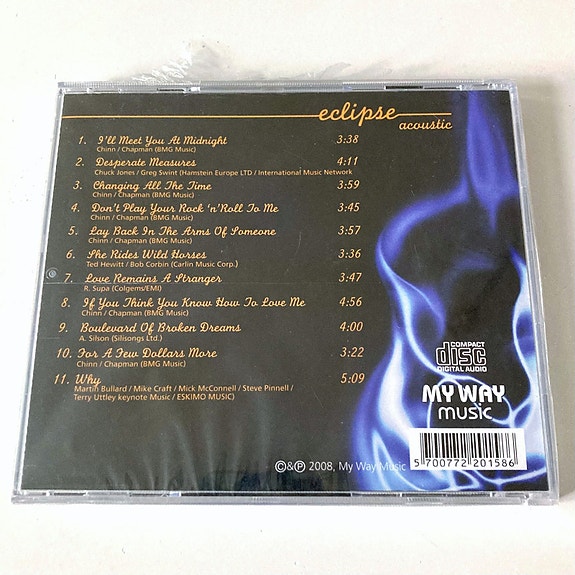 eclipse
acoustic
1. I'll Meet You At Midnight 3:38
Chinn / Chapman (BMG Music)
2. Desperate Measures 4:11
Chuck Jones / Greg Swint (Hamstein Europe LTD / International Music Network
3. Changing All The Time 3:59
Chinn / Chapman (BMG Music)
4. Don't Play Your Rock 'n' Roll To Me 3:45
Chinn / Chapman (BMG Music)
5. Lay Back In The Arms Of Someone 3:57
Chinn / Chapman (BMG Music)
6. She Rides Wild Horses 3:36
Ted Hewitt / Bob Corbin (Carlin Music Corp.)
7. Love Remains A Stranger 3:47
R. Supa (Colgems/EMI)
8. If You Think You Know How To Love Me 4:56
Chinn / Chapman (BMG Music)
9. Boulevard Of Broken Dreams 4:00
A. Silson (Silisongs Ltd.)
10. For A Few Dollars More 3:22
Chinn / Chapman (BMG Music)
11. Why 5:09
Martin Bullard / Mike Craft / Mick McConnell / Steve Pinnell /
Terry Uttley keynote Music / ESKIMO MUSIC)
COMPACT
disc
DIGITAL AUDIO
MY WAY
music
©&℗ 2008, My Way Music
5 700772 201586